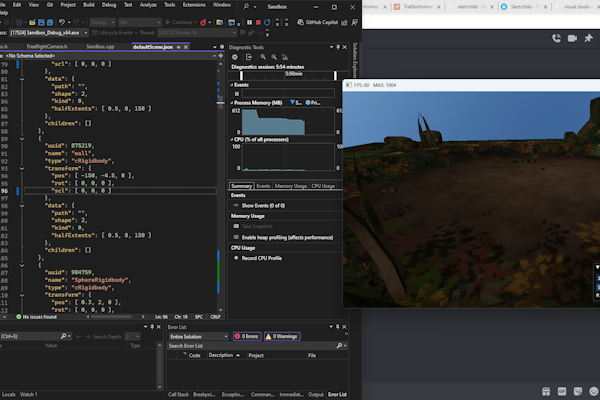 File Edit View Git Project Build Debug Test Analyze Tools Extensions Window
Sandbox
Debug
x64
Continue
GitHub Copilot
[17524] Sandbox_Debug_x64.exe
Lifecycle Events
Thread:
FreeflightCamera.h
Sandbox.cpp
defaultScene.json
<No Schema Selected>
79 "scl": [ 0, 0, 0 ]
80 },
81 "data": {
82 "path": "",
83 "shape": 2,
84 "kind": 0,
85 "halfExtents": [ 0.5, 8, 150 ]
86 },
87 "children": []
88 },
89 {
90 "uuid": 875219,
91 "name": "wall",
92 "type": "cRigidbody",
93 "transform": {
94 "pos": [ -150, -4.5, 0 ],
95 "rot": [ 0, 0, 0 ],
96 "scl": [ 0, 0, 0 ]
97 },
98 "data": {
99 "path": "",
100 "shape": 2,
101 "kind": 0,
102 "halfExtents": [ 0.5, 8, 150 ]
103 },
104 "children": []
105 },
106 {
107 "uuid": 984759,
108 "name": "SphereRigidbody",
109 "type": "cRigidbody",
110 "transform": {
111 "pos": [ 0.3, 2, 0 ],
112 "rot": [ 0, 0, 0 ],
No issues found
Ln: 96 Ch: 19 SPC CRLF
Diagnostic Tools
Diagnostics session: 5:54 minutes
5:50min
Events
Process Memory (MB)
S...
Pri...
612
0
CPU (% of all processors)
100
100
0
0
Summary Events Memory Usage CPU Usage
Events
Show Events (0 of 0)
Memory Usage
Take Snapshot
Enable heap profiling (affects performance)
CPU Usage
Record CPU Profile
Solution Explorer
FPS: 60
Sketchfab
visual studio
(Ctrl+E)
Search Depth:
Value
Type
Locals Watch 1
Error List
Entire Solution
0 Errors
0 Warnings
Search Error List
Code Description Project File
Call Stack Breakpoi... Exceptio... Comman... Immediat... Output Error List